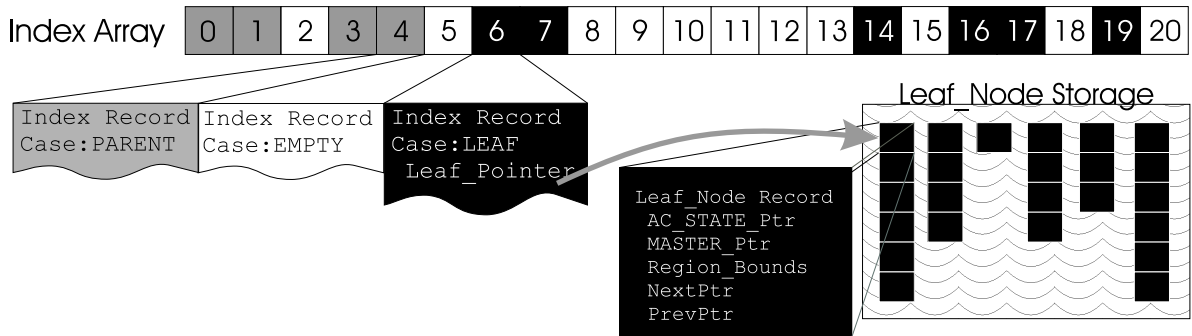 Index Array 0 1 2 3 4 5 6 7 8 9 10 11 12 13 14 15 16 17 18 19 20
Leaf_Node Storage
Index Record
Case:PARENT
Index Record
Case:EMPTY
Index Record
Case:LEAF
Leaf_Pointer
Leaf_Node Record
AC_STATE_Ptr
MASTER_Ptr
Region_Bounds
NextPtr
PrevPtr